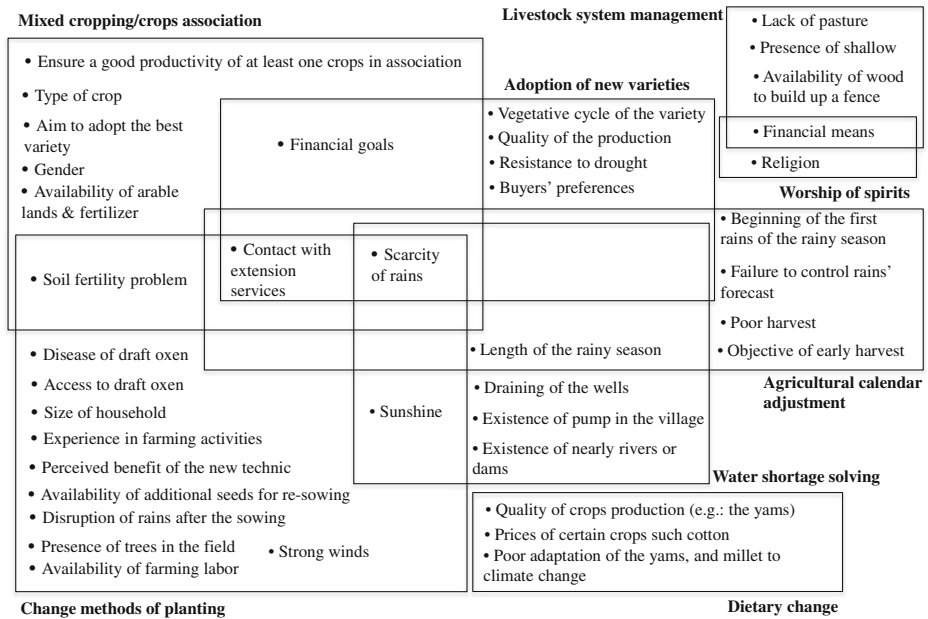 Mixed cropping/crops association
• Ensure a good productivity of at least one crops in association
• Type of crop
• Aim to adopt the best
variety
• Gender
• Availability of arable
lands & fertilizer
• Soil fertility problem
Livestock system management
• Lack of pasture
• Presence of shallow
• Availability of wood
to build up a fence
• Financial means
• Religion
Worship of spirits
Adoption of new varieties
• Vegetative cycle of the variety
• Quality of the production
• Resistance to drought
• Buyers’ preferences
• Financial goals
• Contact with
extension
services
• Scarcity
of rains
• Beginning of the first
rains of the rainy season
• Failure to control rains’
forecast
• Poor harvest
• Objective of early harvest
Agricultural calendar
adjustment
• Length of the rainy season
• Draining of the wells
• Existence of pump in the village
• Existence of nearly rivers or
dams
• Sunshine
Water shortage solving
• Disease of draft oxen
• Access to draft oxen
• Size of household
• Experience in farming activities
• Perceived benefit of the new technic
• Availability of additional seeds for re-sowing
• Disruption of rains after the sowing
• Presence of trees in the field
• Strong winds
• Availability of farming labor
Change methods of planting
• Quality of crops production (e.g.: the yams)
• Prices of certain crops such cotton
• Poor adaptation of the yams, and millet to
climate change
Dietary change